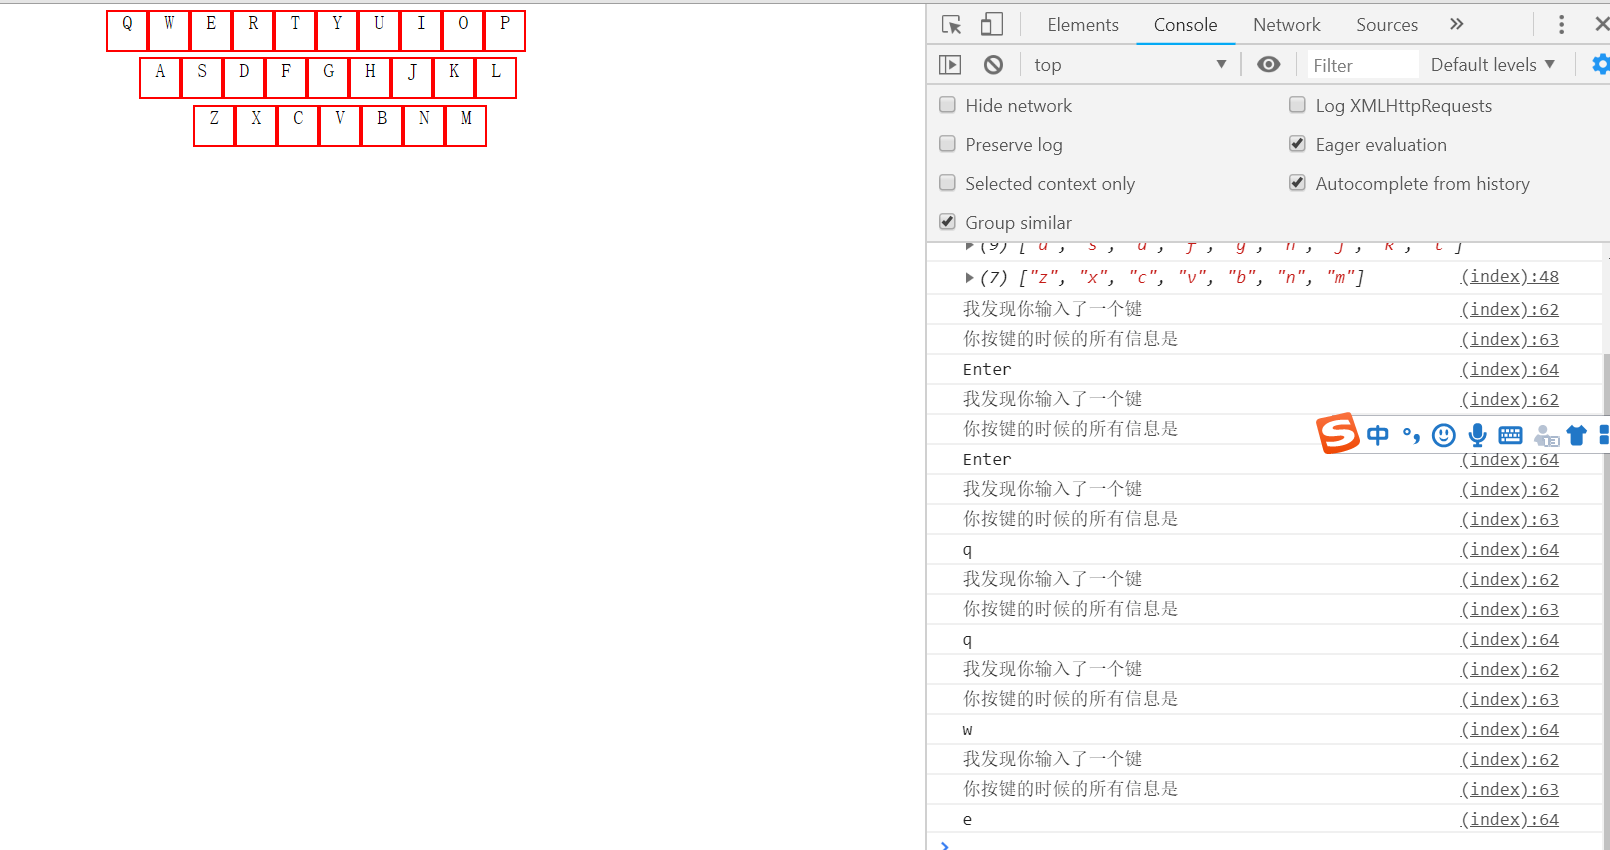 Q W E R T Y U I O P
A S D F G H J K L
Z X C V B N M
Elements Console Network Sources »
top Filter Default levels
Hide network Log XMLHttpRequests
Preserve log Eager evaluation
Selected context only Autocomplete from history
Group similar
(7) ["z", "x", "c", "v", "b", "n", "m"] (index):48
我发现你输入了一个键 (index):62
你按键的时候的所有信息是 (index):63
Enter (index):64
我发现你输入了一个键 (index):62
你按键的时候的所有信息是
中
Enter (index):64
我发现你输入了一个键 (index):62
你按键的时候的所有信息是 (index):63
q (index):64
我发现你输入了一个键 (index):62
你按键的时候的所有信息是 (index):63
q (index):64
我发现你输入了一个键 (index):62
你按键的时候的所有信息是 (index):63
w (index):64
我发现你输入了一个键 (index):62
你按键的时候的所有信息是 (index):63
e (index):64